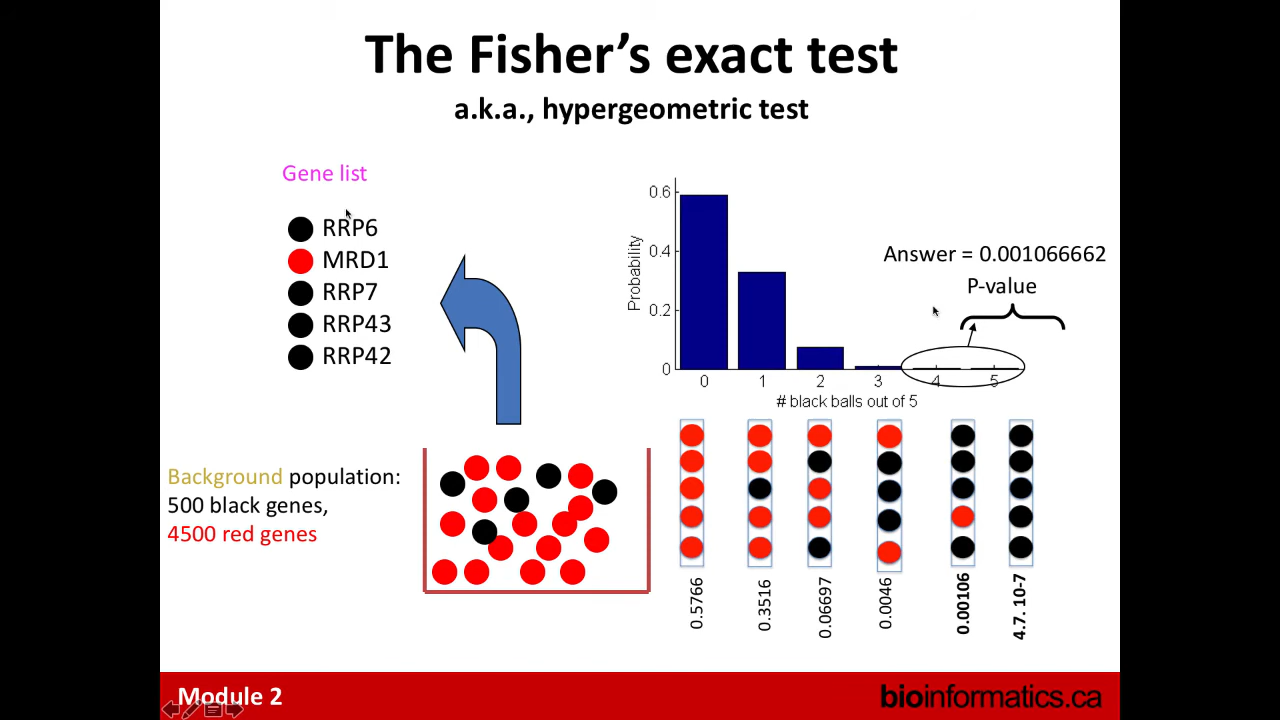 The Fisher's exact test
a.k.a., hypergeometric test
Gene list
RRP6
MRD1
RRP7
RRP43
RRP42
Background population:
500 black genes,
4500 red genes
Probability
0.6
0.4
0.2
0
0 1 2 3 4 5
# black balls out of 5
Answer = 0.001066662
P-value
0.5766
0.3516
0.06697
0.0046
0.00106
4.7. 10-7
Module 2
bioinformatics.ca